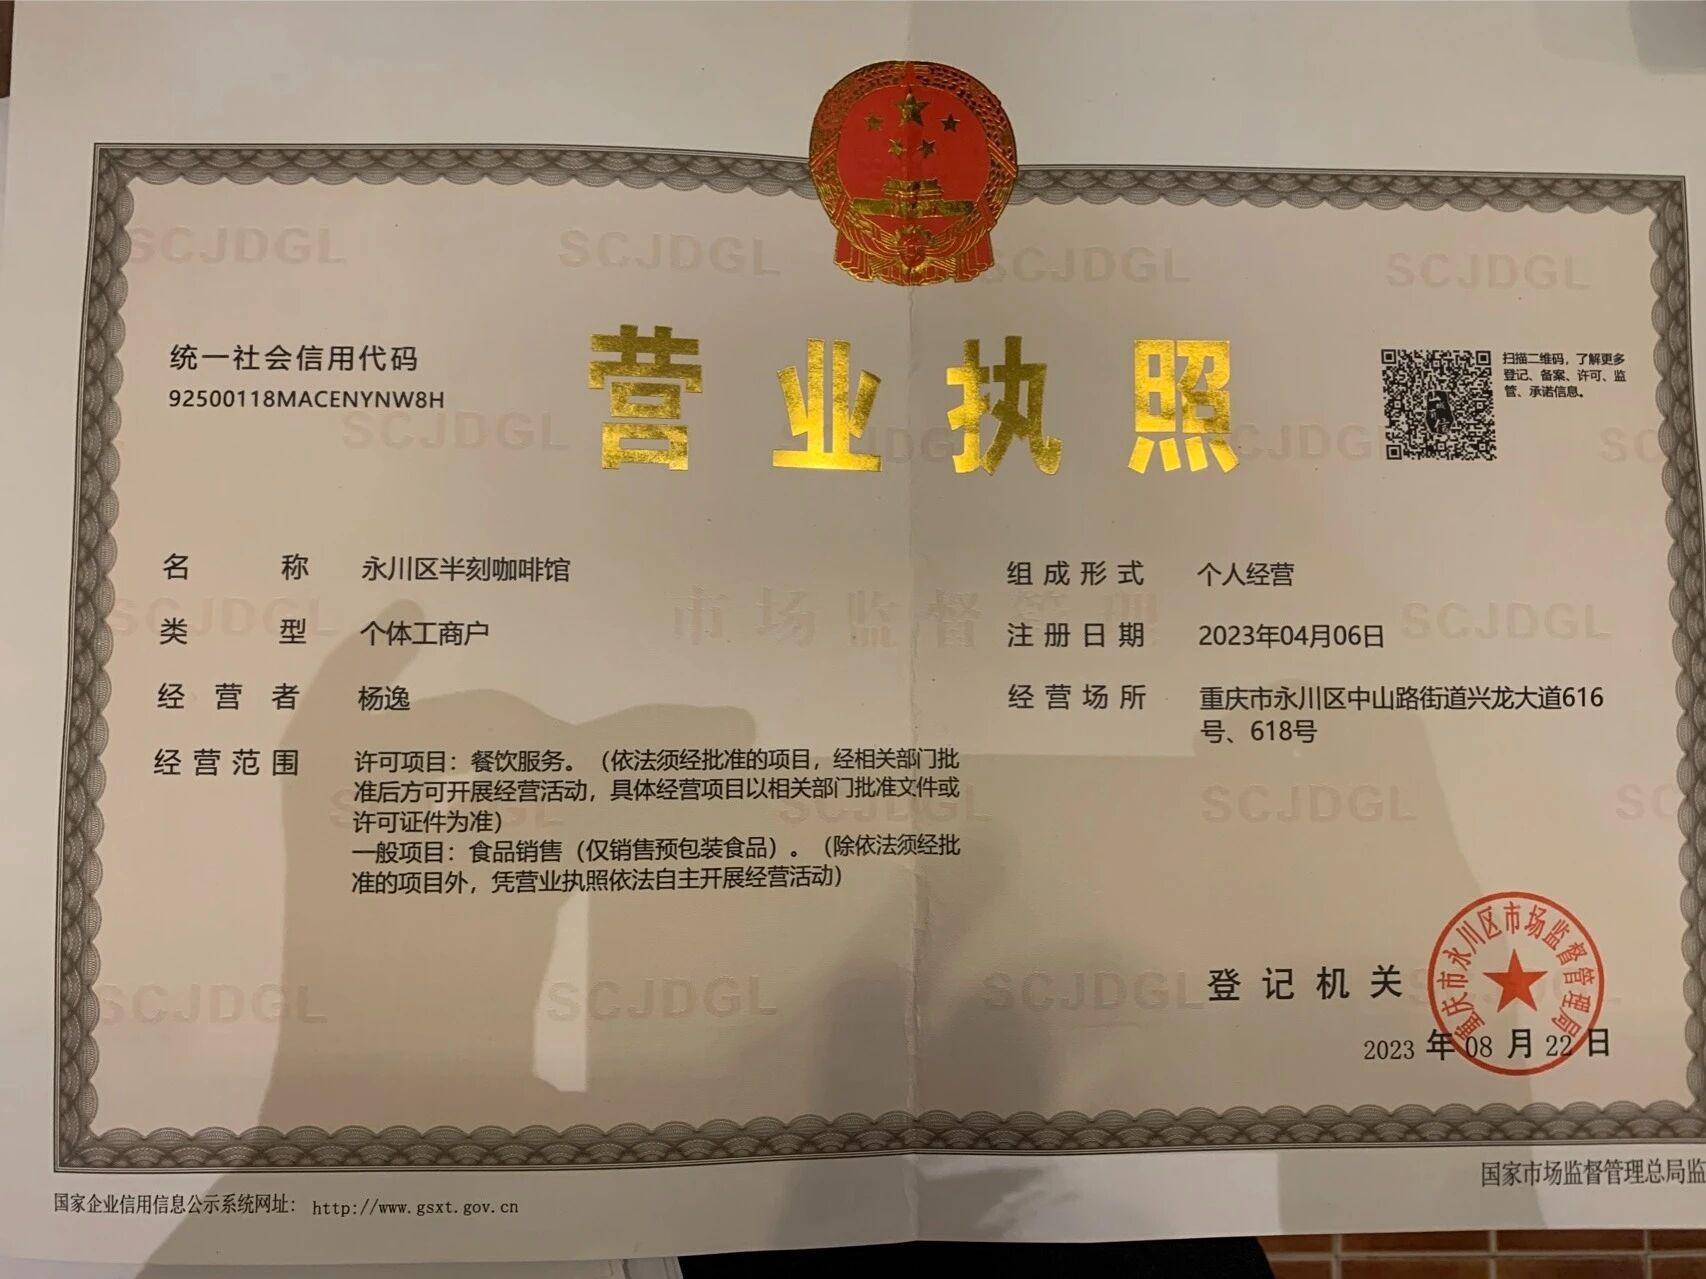 营业执照
统一社会信用代码
92500118MACENYNW8H
扫描二维码，了解更多
登记、备案、许可、监
管、承诺信息。
名称 永川区半刻咖啡馆
类型 个体工商户
经营者 杨逸
经营范围 许可项目：餐饮服务。（依法须经批准的项目，经相关部门批
准后方可开展经营活动，具体经营项目以相关部门批准文件或
许可证件为准）
一般项目：食品销售（仅销售预包装食品）。（除依法须经批
准的项目外，凭营业执照依法自主开展经营活动）
组成形式 个人经营
注册日期 2023年04月06日
经营场所 重庆市永川区中山路街道兴龙大道616
号、618号
市场监督管理
SCJDGL
登记机关
重庆市永川区市场监督管理局
2023年08月22日
国家企业信用信息公示系统网址： http://www.gsxt.gov.cn
国家市场监督管理总局监